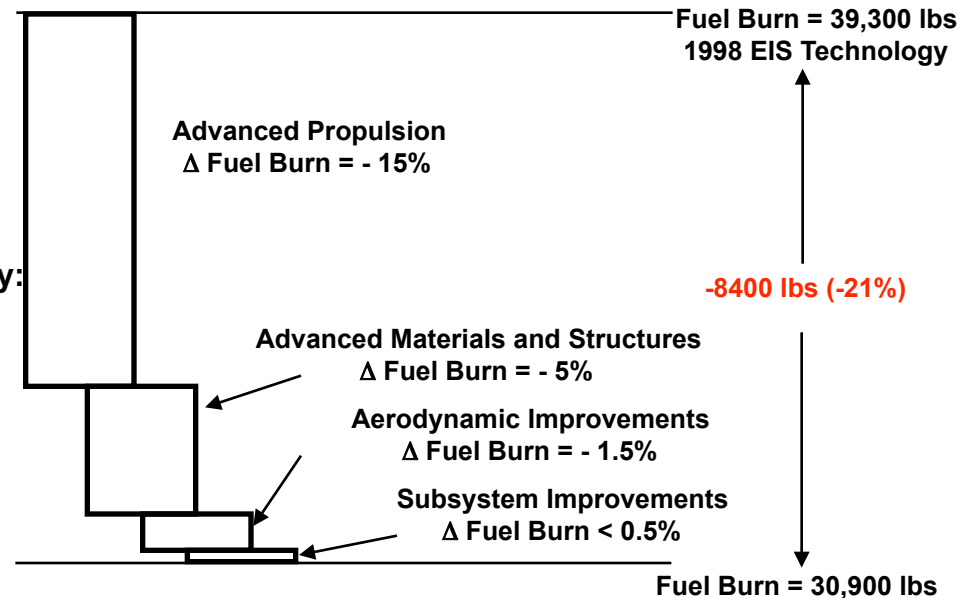 Fuel Burn = 39,300 lbs
1998 EIS Technology
Advanced Propulsion
Δ Fuel Burn = - 15%
y:
-8400 lbs (-21%)
Advanced Materials and Structures
Δ Fuel Burn = - 5%
Aerodynamic Improvements
Δ Fuel Burn = - 1.5%
Subsystem Improvements
Δ Fuel Burn < 0.5%
Fuel Burn = 30,900 lbs